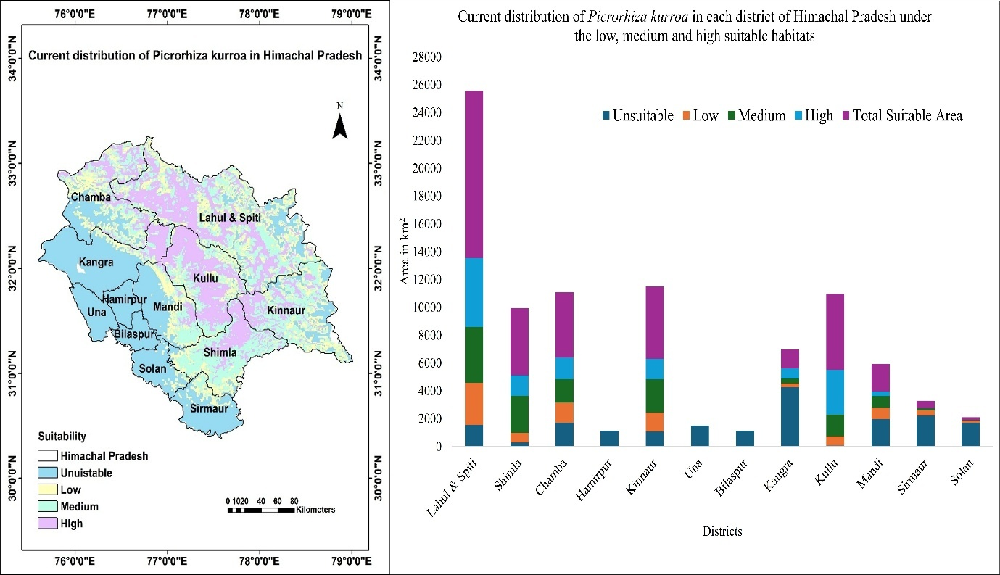 76°0'0"E 77°0'0"E 78°0'0"E 79°0'0"E
Current distribution of Picrorhiza kurroa in Himachal Pradesh
N
34°0'0"N 34°0'0"N
33°0'0"N 33°0'0"N
32°0'0"N 32°0'0"N
31°0'0"N 31°0'0"N
30°0'0"N 30°0'0"N
Chamba
Lahul & Spiti
Kangra
Kullu
Hamirpur
Una
Mandi
Kinnaur
Bilaspur
Shimla
Solan
Sirmaur
Suitability
Himachal Pradesh
Unuistable
Low
Medium
High
0 1020 40 60 80
Kilometers
76°0'0"E 77°0'0"E 78°0'0"E 79°0'0"E
Current distribution of Picrorhiza kurroa in each district of Himachal Pradesh under
the low, medium and high suitable habitats
Unsuitable Low Medium High Total Suitable Area
Area in km²
28000
26000
24000
22000
20000
18000
16000
14000
12000
10000
8000
6000
4000
2000
0
Lahul & Spiti
Shimla
Chamba
Hamirpur
Kinnaur
Una
Bilaspur
Kangra
Kullu
Mandi
Sirmaur
Solan
Districts